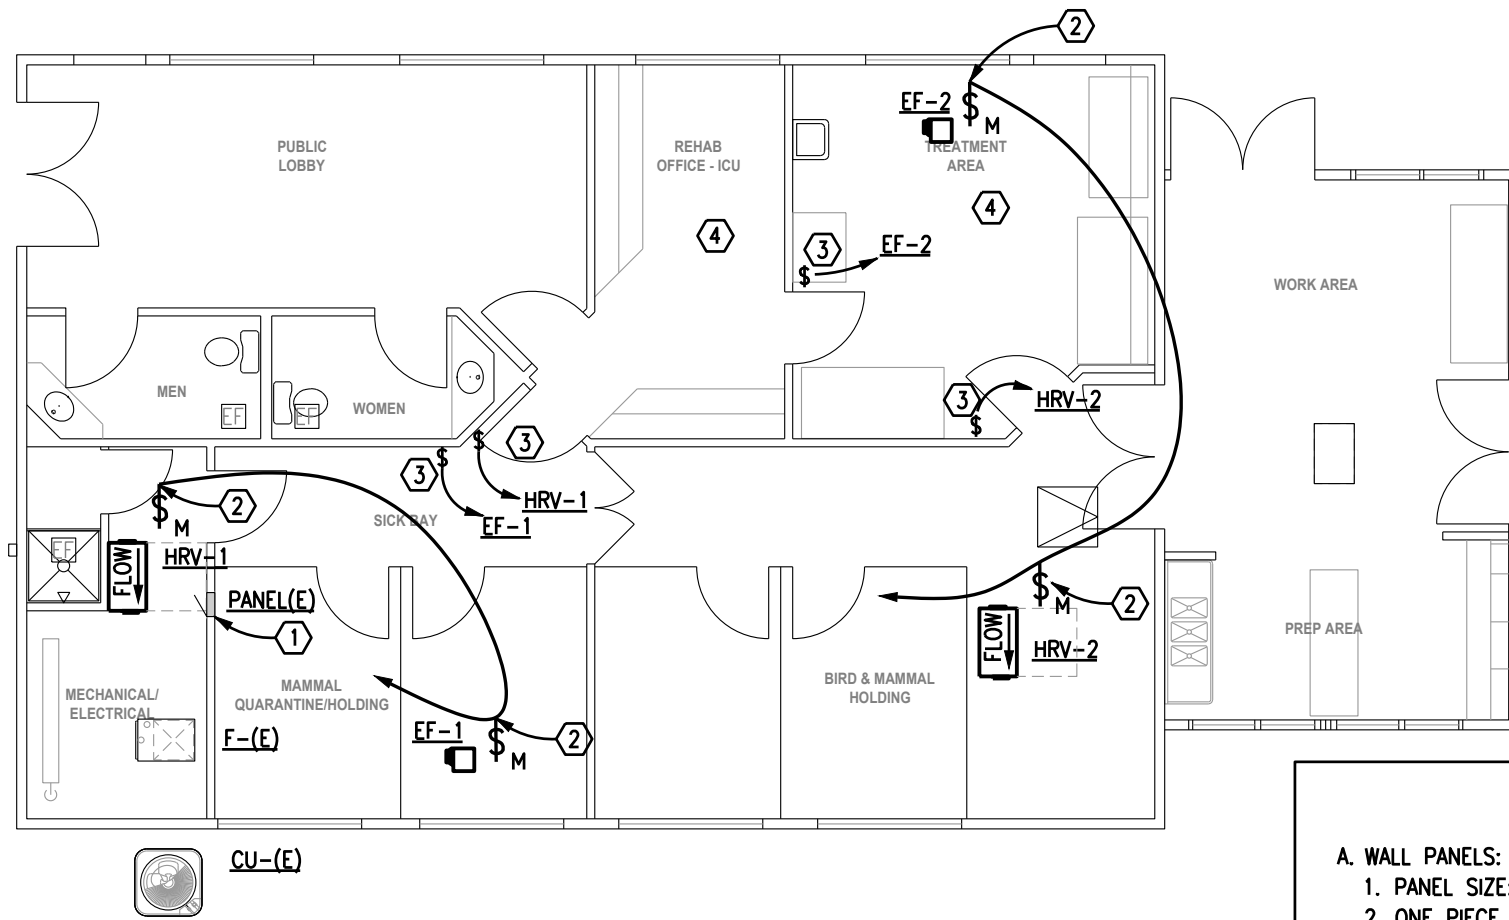 2
EF-2
$
M
PUBLIC
LOBBY
REHAB
OFFICE - ICU
TREATMENT
AREA
4
4
3
EF-2
$
WORK AREA
MEN
EF
EF
WOMEN
3
HRV-2
$
$
3
$
3
HRV-1
EF-1
2
$
M
SICK BAY
EF
FLOW
HRV-1
PANEL(E)
1
$
M
2
FLOW
HRV-2
PREP AREA
MECHANICAL/
ELECTRICAL
MAMMAL
QUARANTINE/HOLDING
BIRD & MAMMAL
HOLDING
F-(E)
EF-1
$
M
2
CU-(E)
A. WALL PANELS:
1. PANEL SIZE:
2. ONE PIECE